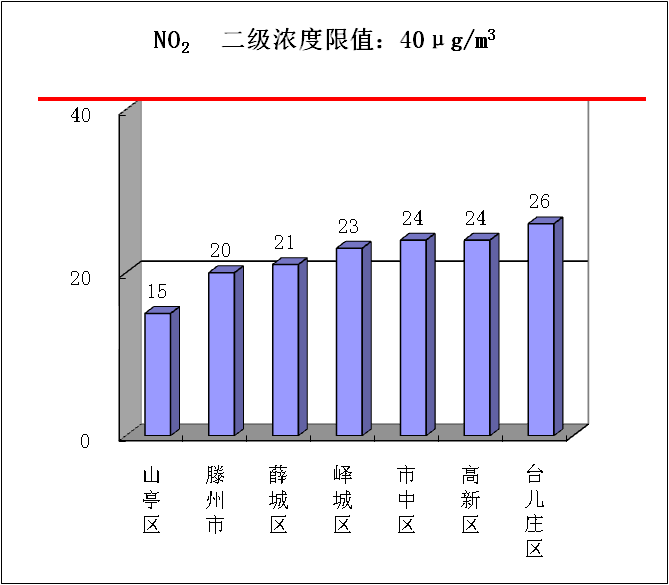 NO₂ 二级浓度限值：40μg/m³
40
20
0
15
20
21
23
24
24
26
山亭区
滕州市
薛城区
峄城区
市中区
高新区
台儿庄区